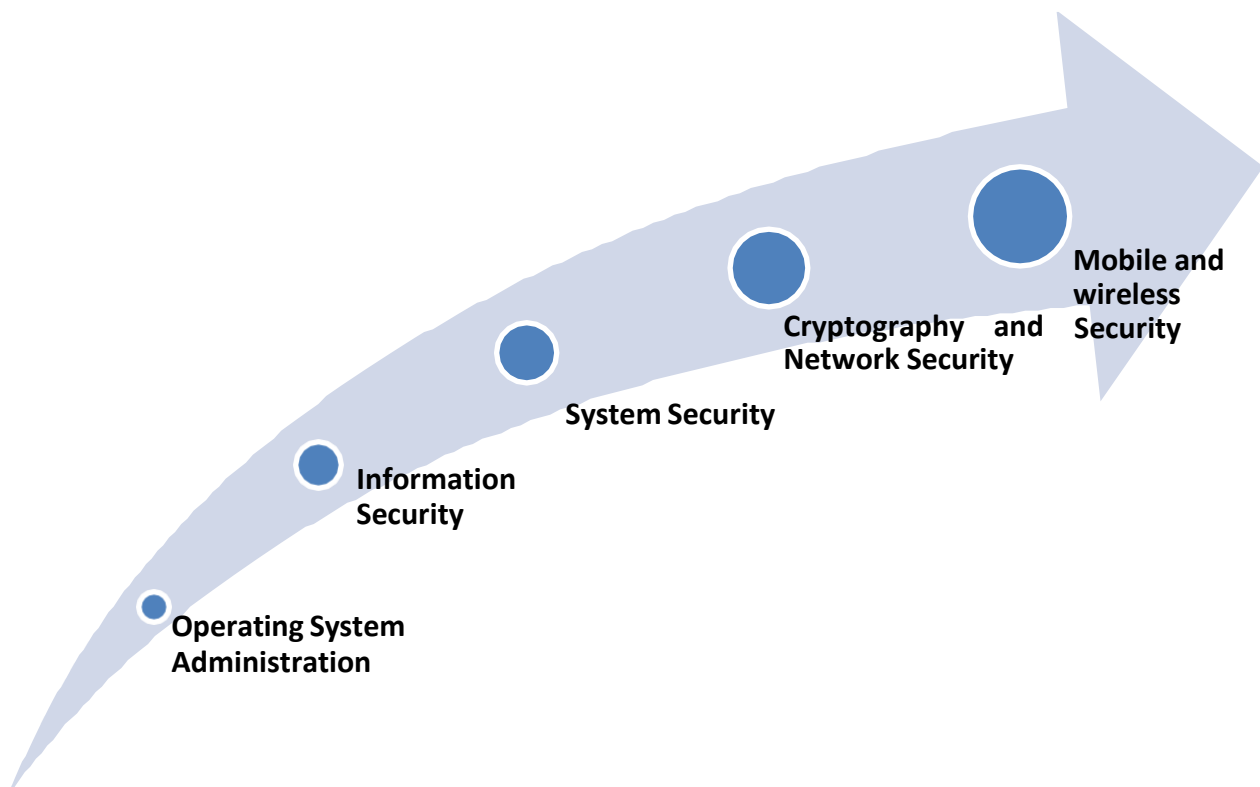 Mobile and
wireless
Security
Cryptography and
Network Security
System Security
Information
Security
Operating System
Administration